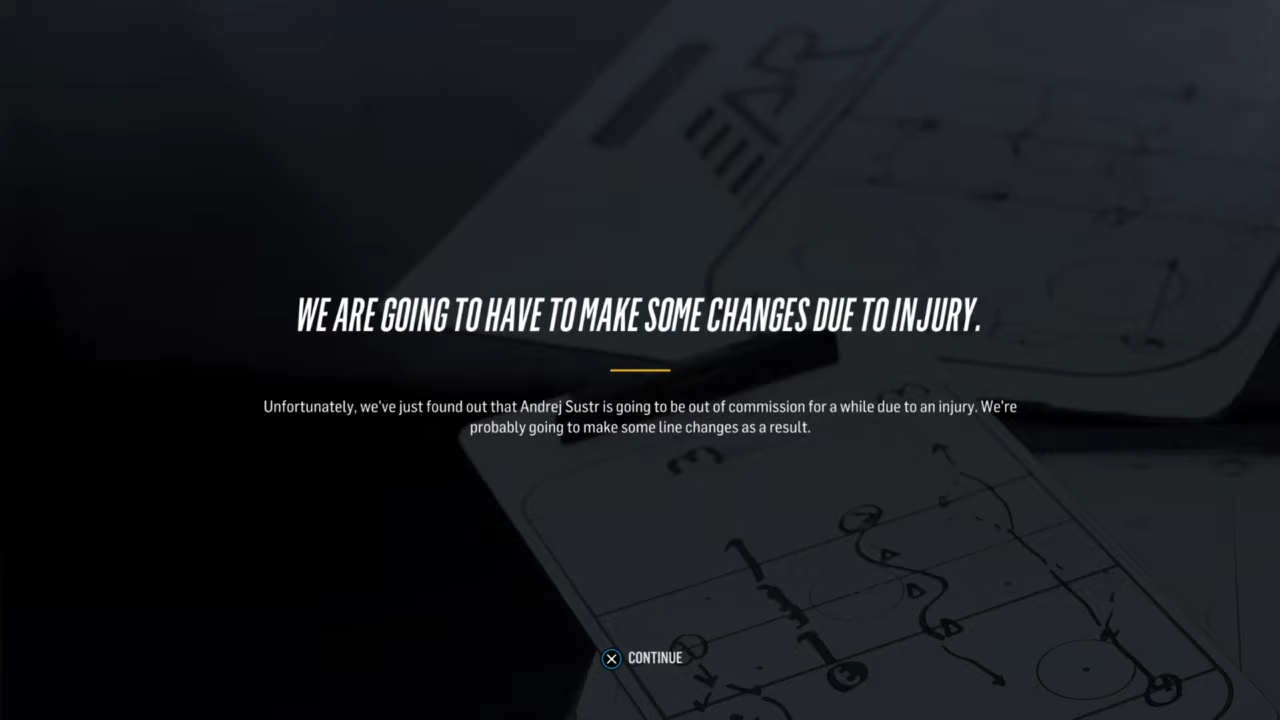 WE ARE GOING TO HAVE TO MAKE SOME CHANGES DUE TO INJURY.
Unfortunately, we've just found out that Andrej Sustr is going to be out of commission for a while due to an injury. We're
probably going to make some line changes as a result.
CONTINUE